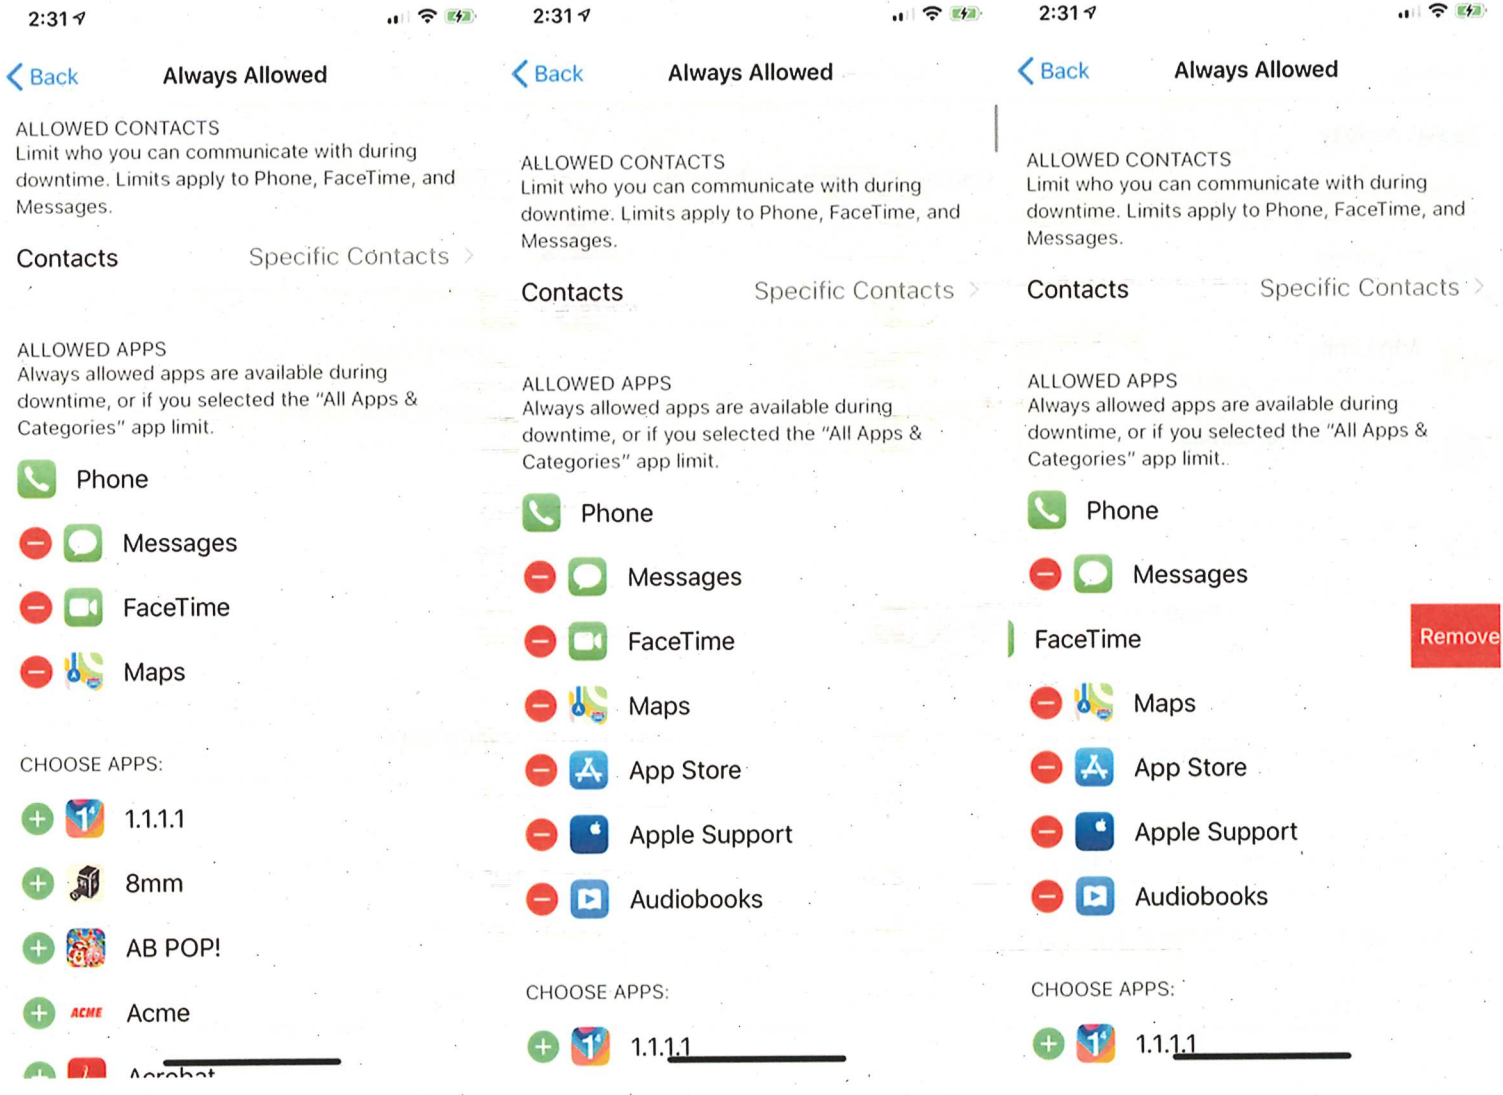 2:31
Back
Always Allowed
ALLOWED CONTACTS
Limit who you can communicate with during
downtime. Limits apply to Phone, FaceTime, and
Messages.
Contacts
Specific Contacts
ALLOWED APPS
Always allowed apps are available during
downtime, or if you selected the "All Apps &
Categories" app limit.
Phone
Messages
FaceTime
Maps
CHOOSE APPS:
1.1.1.1
8mm
AB POP!
ACME
Acme
Acrobat
2:31
Back
Always Allowed
ALLOWED CONTACTS
Limit who you can communicate with during
downtime. Limits apply to Phone, FaceTime, and
Messages.
Contacts
Specific Contacts
ALLOWED APPS
Always allowed apps are available during
downtime, or if you selected the "All Apps &
Categories" app limit.
Phone
Messages
FaceTime
Maps
App Store
Apple Support
Audiobooks
CHOOSE APPS:
1.1.1.1
2:31
Back
Always Allowed
ALLOWED CONTACTS
Limit who you can communicate with during
downtime. Limits apply to Phone, FaceTime, and
Messages.
Contacts
Specific Contacts
ALLOWED APPS
Always allowed apps are available during
downtime, or if you selected the "All Apps &
Categories" app limit.
Phone
Messages
FaceTime
Remove
Maps
App Store
Apple Support
Audiobooks
CHOOSE APPS:
1.1.1.1